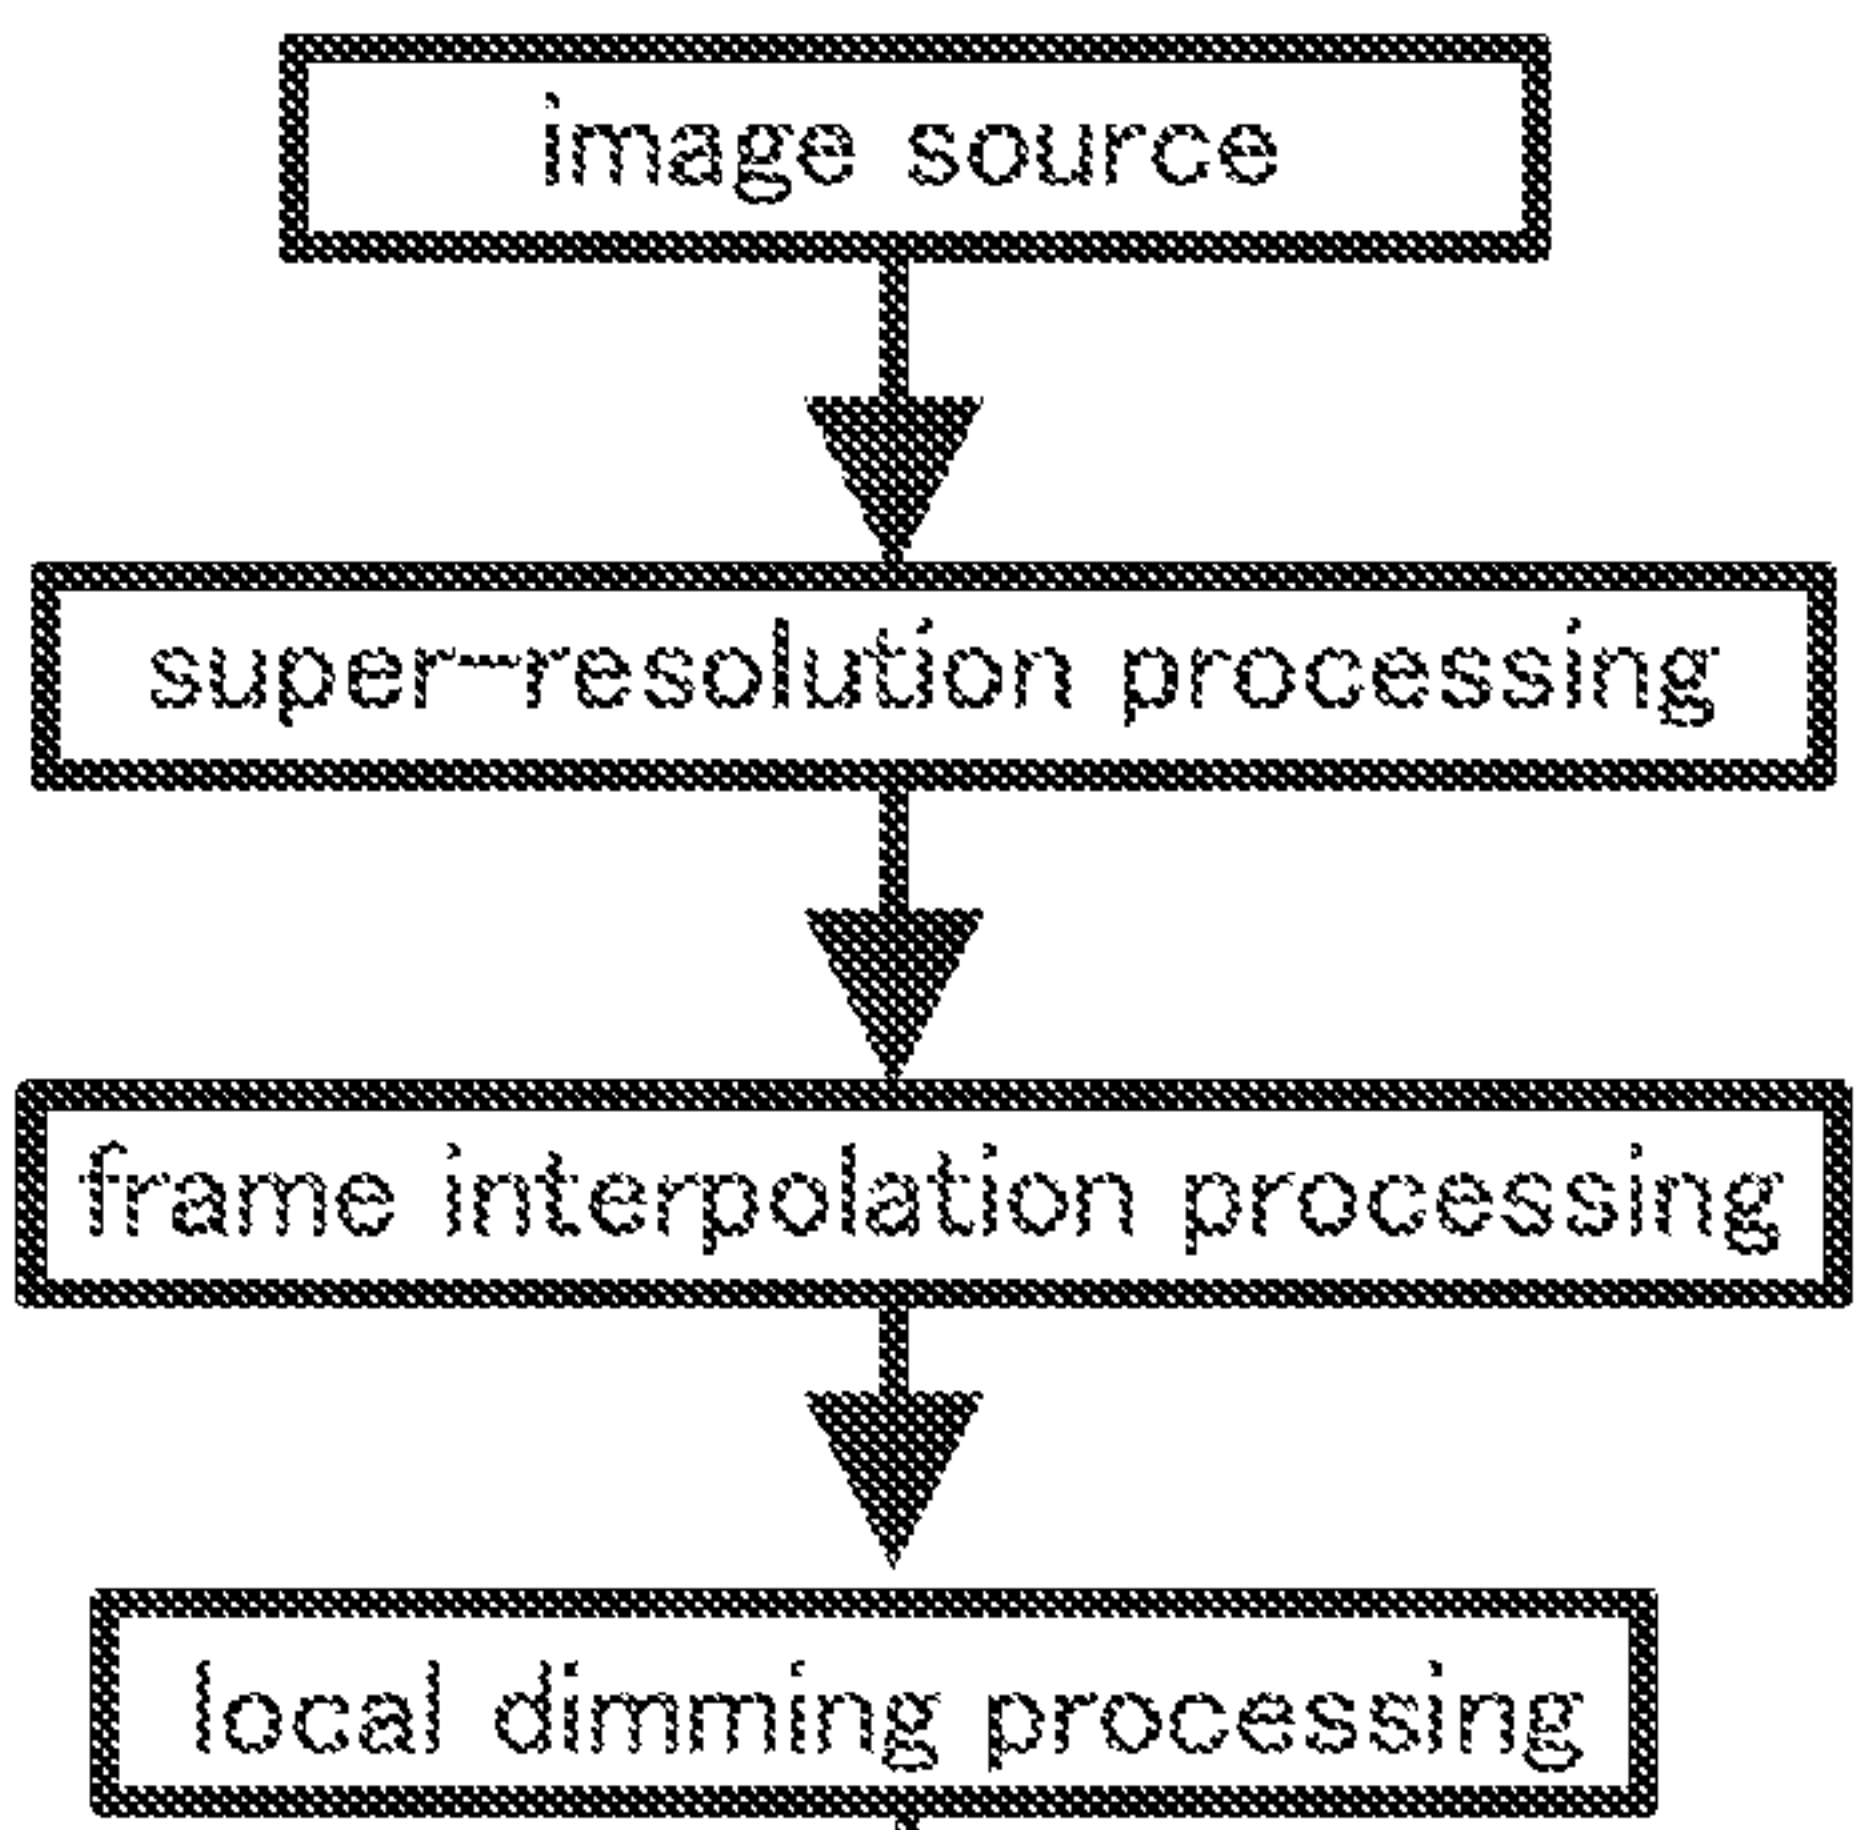 image source
super-resolution processing
frame interpolation processing
local dimming processing